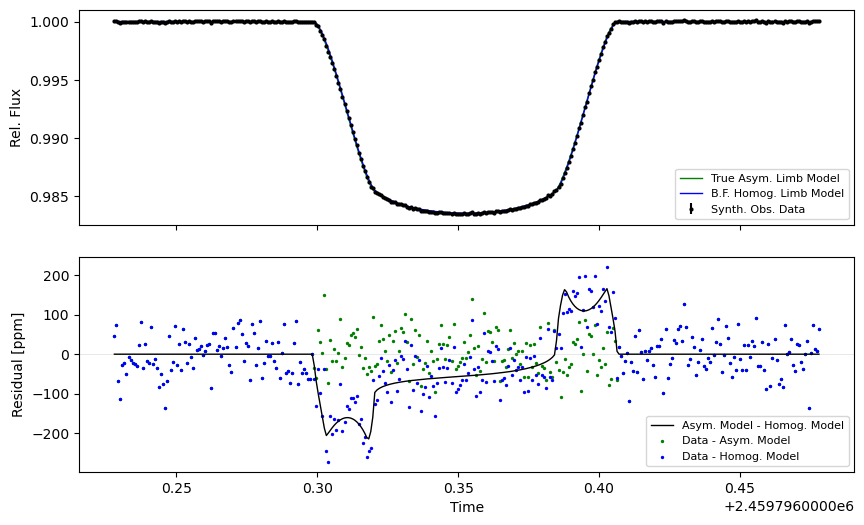 1.000
0.995
0.990
0.985
Rel. Flux
True Asym. Limb Model
B.F. Homog. Limb Model
Synth. Obs. Data
200
100
0
−100
−200
Residual [ppm]
Asym. Model - Homog. Model
Data - Asym. Model
Data - Homog. Model
0.25
0.30
0.35
0.40
0.45
Time
+2.4597960000e6